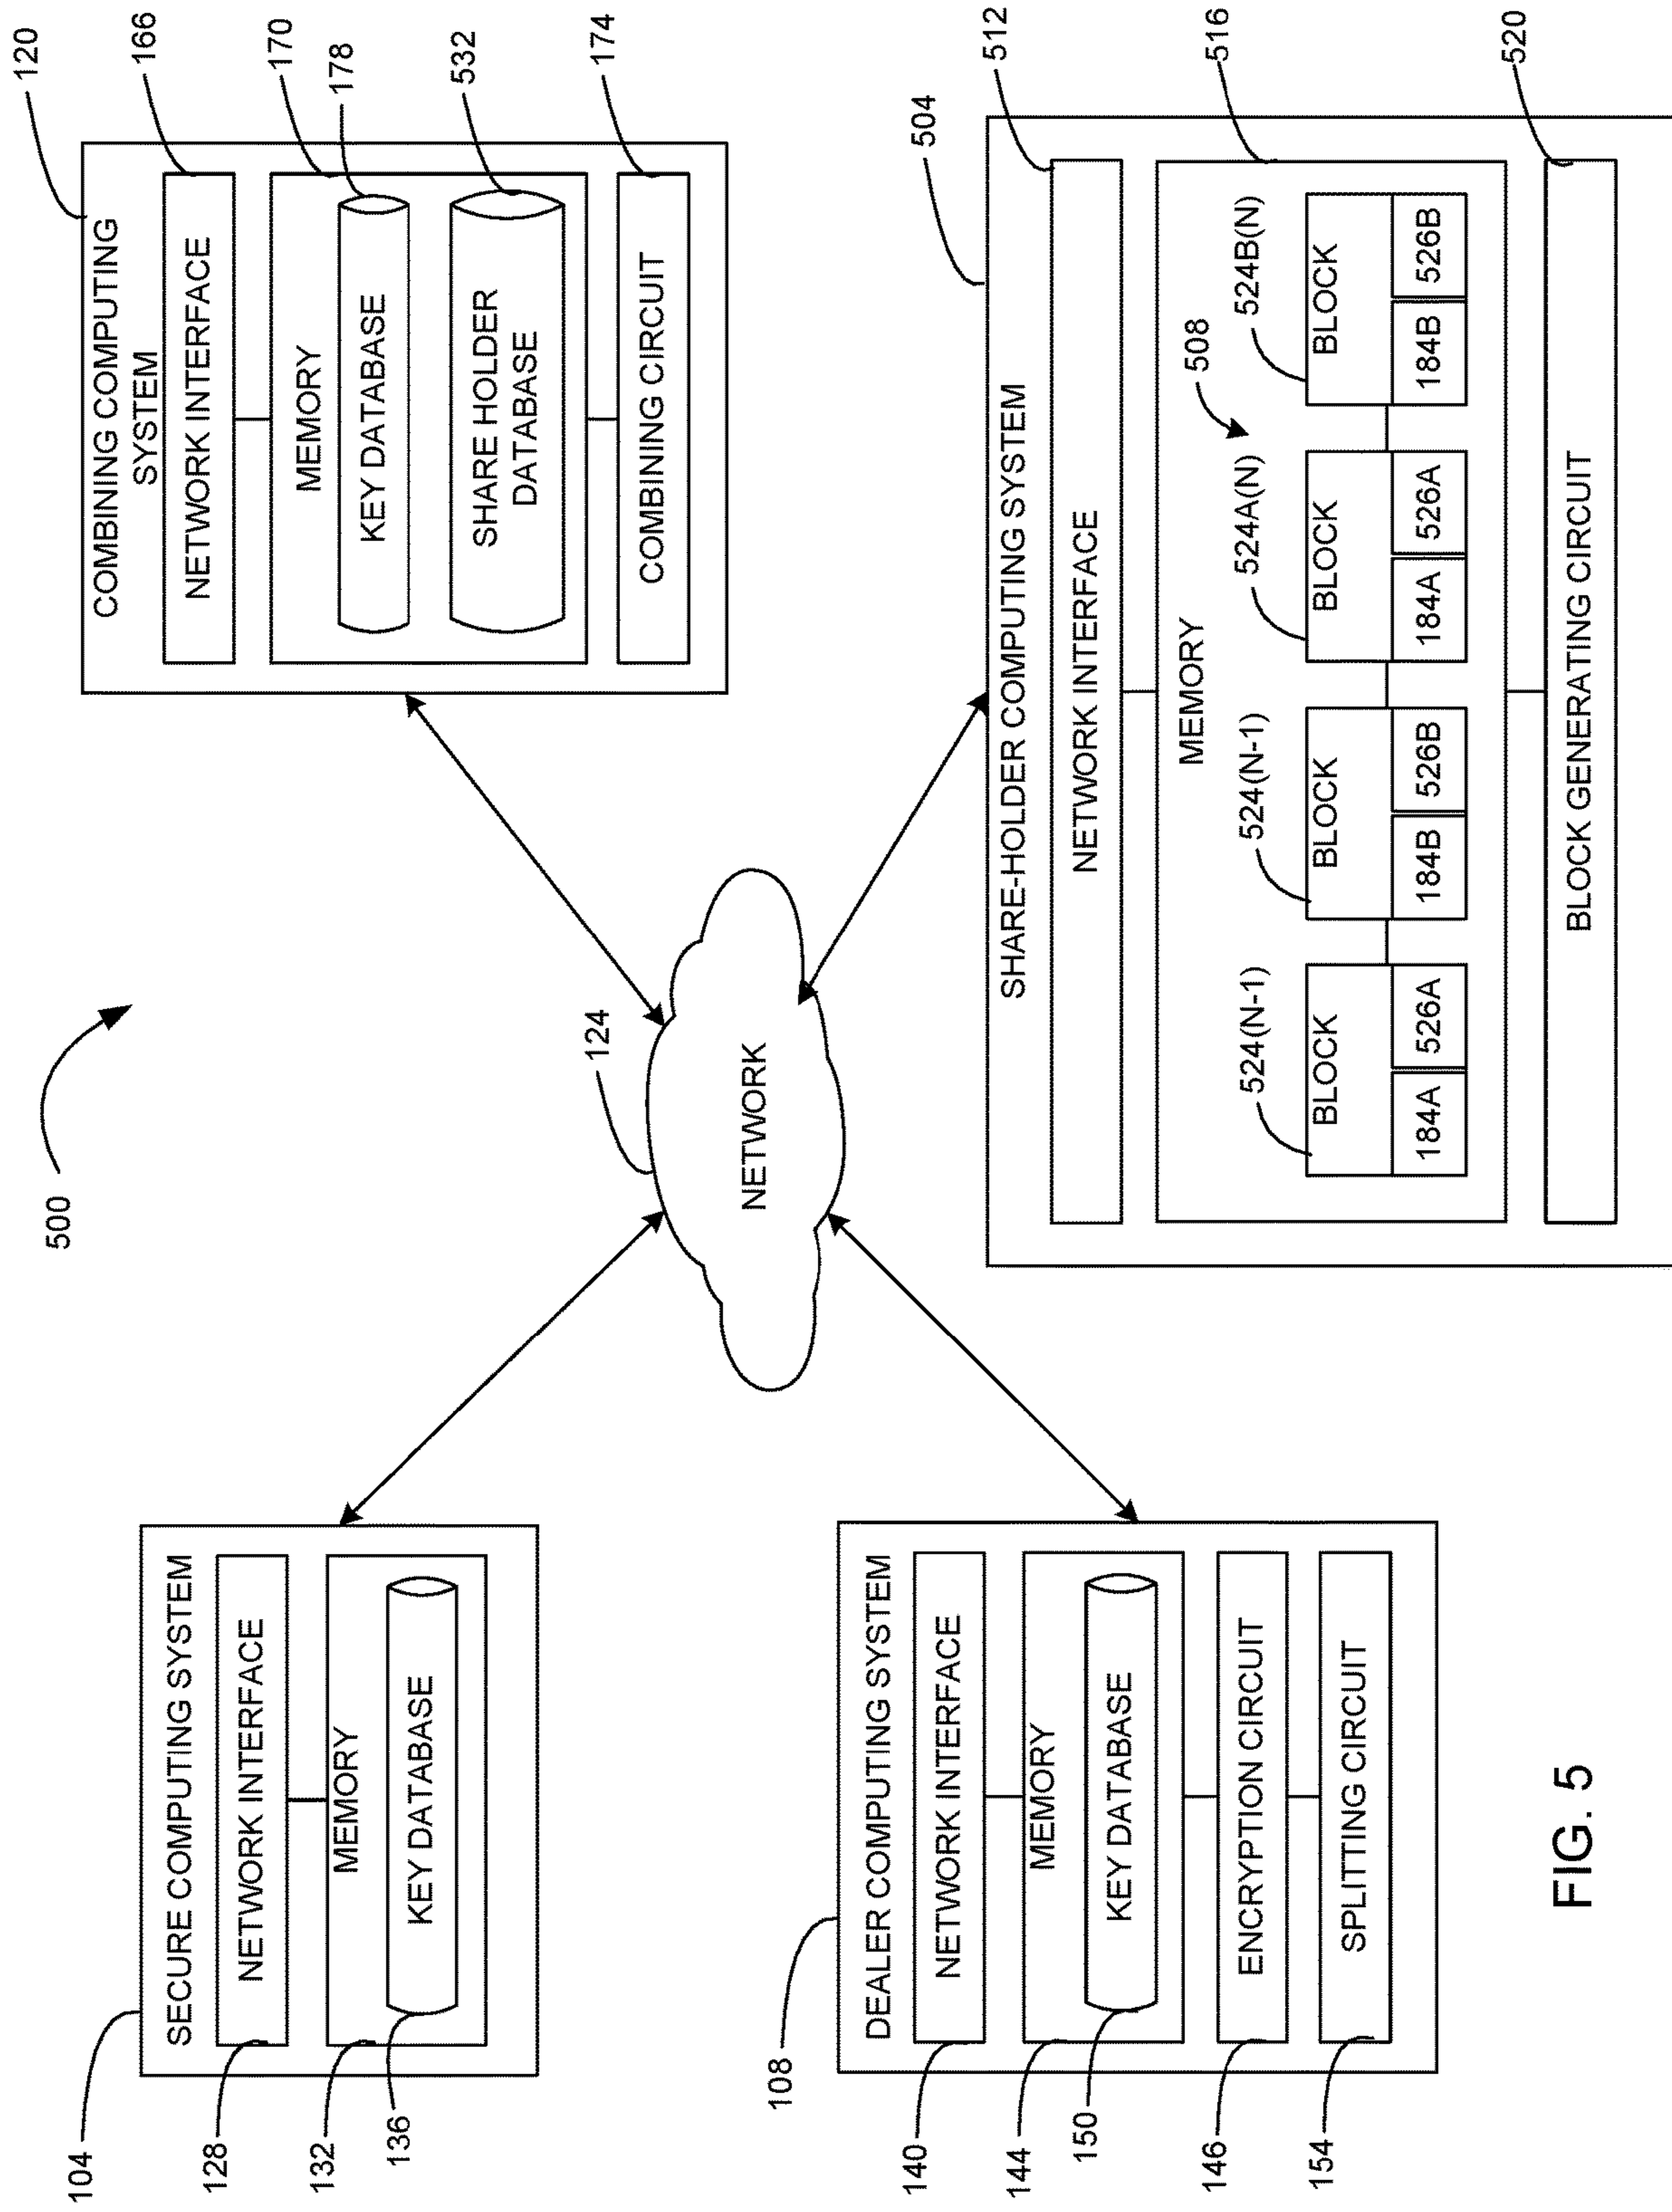 500
104
SECURE COMPUTING SYSTEM
128
NETWORK INTERFACE
132
MEMORY
136
KEY DATABASE
120
COMBINING COMPUTING
SYSTEM
166
NETWORK INTERFACE
170
MEMORY
178
KEY DATABASE
532
SHARE HOLDER
DATABASE
174
COMBINING CIRCUIT
124
NETWORK
108
DEALER COMPUTING SYSTEM
140
NETWORK INTERFACE
144
MEMORY
150
KEY DATABASE
146
ENCRYPTION CIRCUIT
154
SPLITTING CIRCUIT
504
SHARE-HOLDER COMPUTING SYSTEM
512
NETWORK INTERFACE
516
MEMORY
508
524(N-1)
524(N-1)
524A(N)
524B(N)
BLOCK
BLOCK
BLOCK
BLOCK
184A
526A
184B
526B
184A
526A
184B
526B
520
BLOCK GENERATING CIRCUIT
FIG. 5